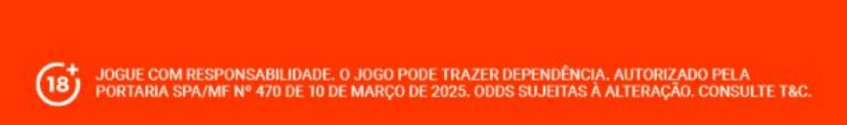 18+
JOGUE COM RESPONSABILIDADE. O JOGO PODE TRAZER DEPENDÊNCIA. AUTORIZADO PELA
PORTARIA SPA/MF Nº 470 DE 10 DE MARÇO DE 2025. ODDS SUJEITAS À ALTERAÇÃO. CONSULTE T&C.